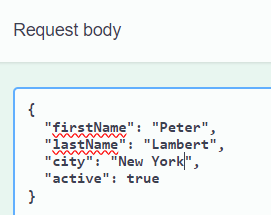 Request body
{
  "firstName": "Peter",
  "lastName": "Lambert",
  "city": "New York",
  "active": true
}